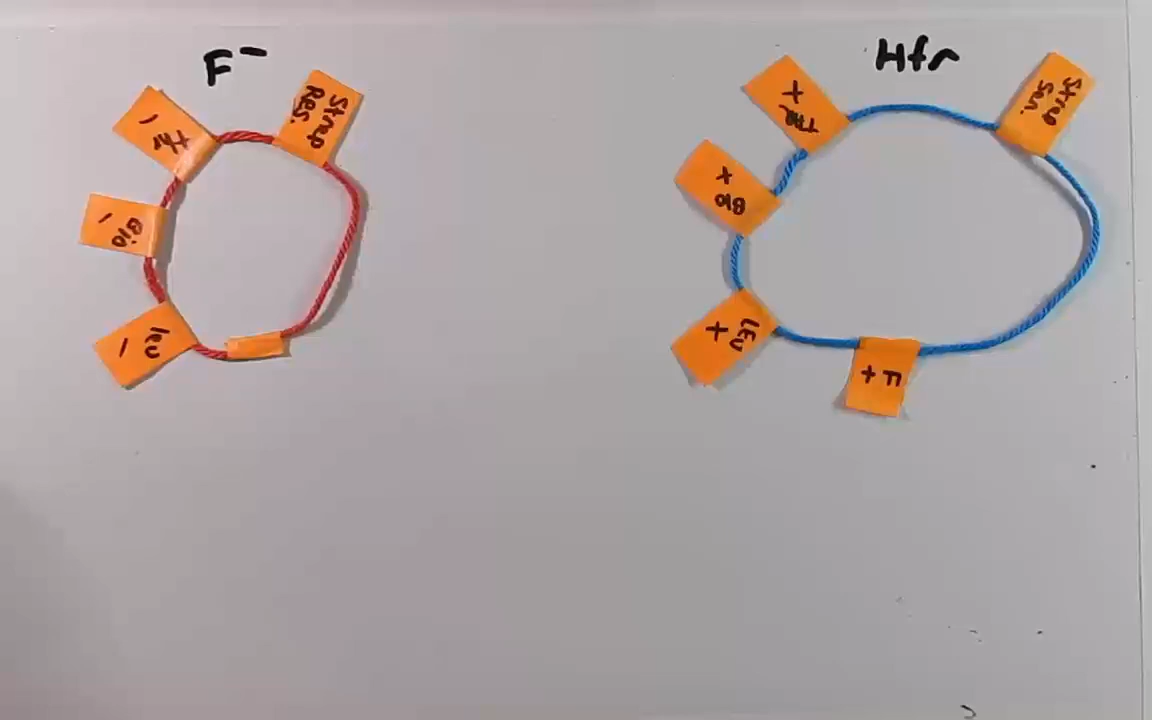 F⁻
Hfr
Strep
Res.
thr
-
Bio
-
leu
-
Strep
Sen.
THR
+
Bio
+
LEU
+
F+